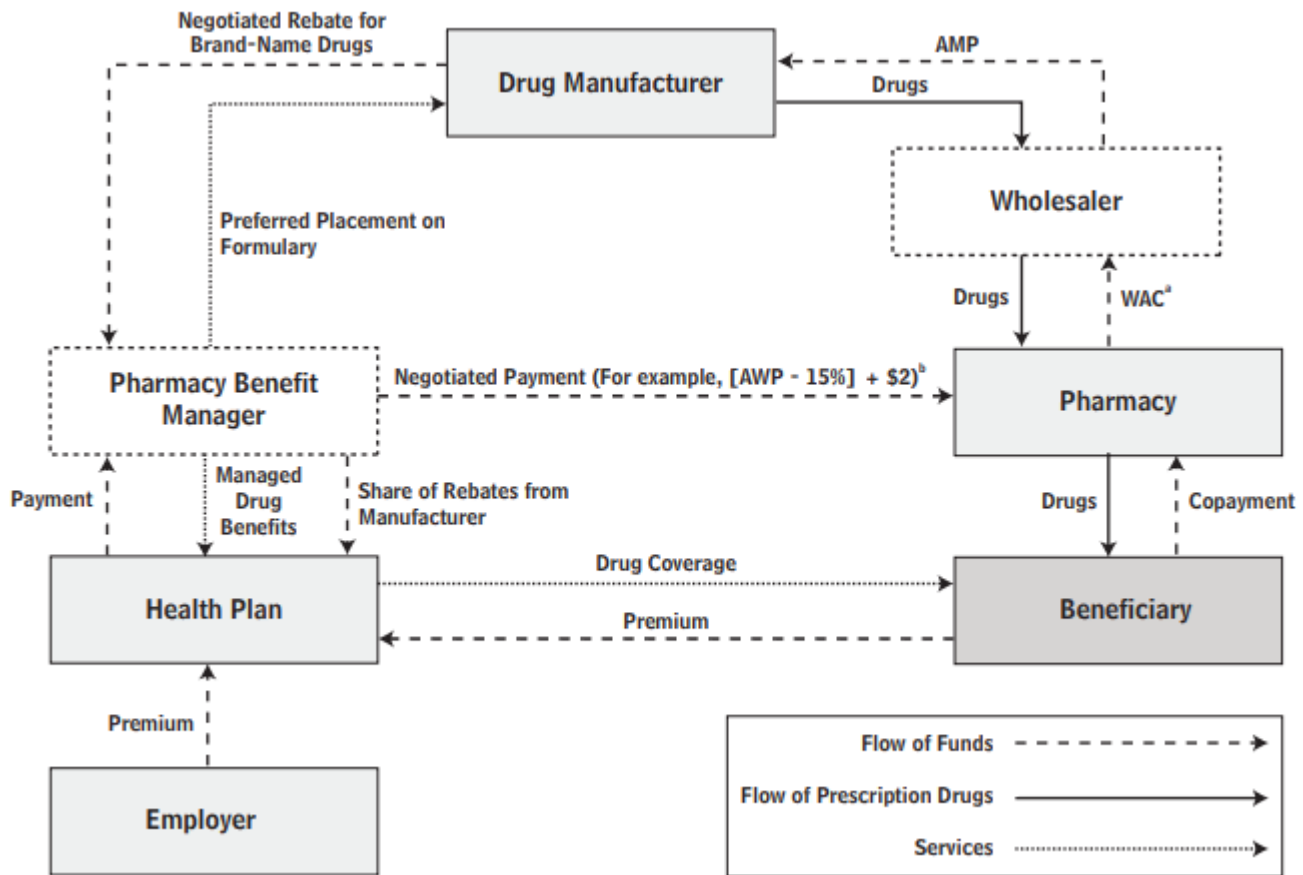 Negotiated Rebate for
Brand-Name Drugs
AMP
Drug Manufacturer
Drugs
Wholesaler
Preferred Placement on
Formulary
Drugs
WACᵃ
Pharmacy Benefit
Manager
Negotiated Payment (For example, [AWP - 15%] + $2)ᵇ
Pharmacy
Payment
Managed
Drug
Benefits
Share of Rebates from
Manufacturer
Drugs
Copayment
Health Plan
Drug Coverage
Beneficiary
Premium
Premium
Employer
Flow of Funds
Flow of Prescription Drugs
Services